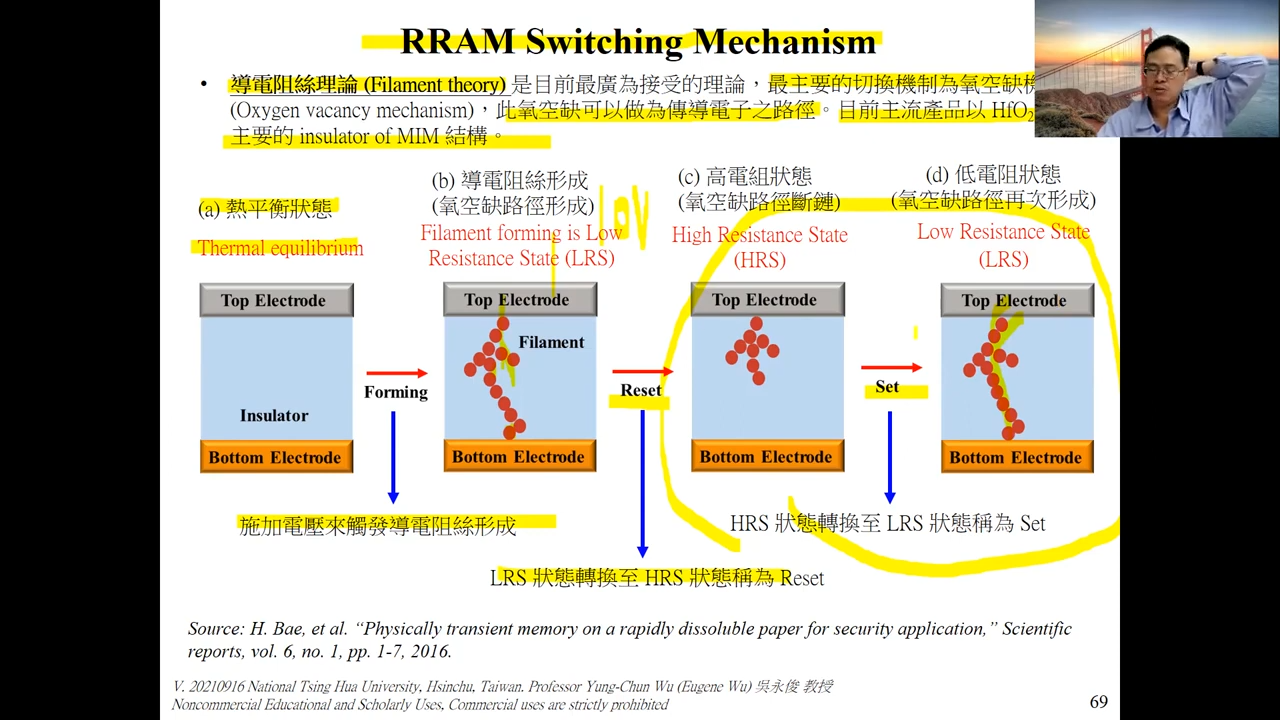 RRAM Switching Mechanism
• 導電阻絲理論 (Filament theory) 是目前最廣為接受的理論，最主要的切換機制為氧空缺
(Oxygen vacancy mechanism)，此氧空缺可以做為傳導電子之路徑。目前主流產品以 HfO2
主要的 insulator of MIM 結構。
(a) 熱平衡狀態
Thermal equilibrium
(b) 導電阻絲形成
(氧空缺路徑形成)
Filament forming is Low
Resistance State (LRS)
LOV
(c) 高電組狀態
(氧空缺路徑斷鏈)
High Resistance State
(HRS)
(d) 低電阻狀態
(氧空缺路徑再次形成)
Low Resistance State
(LRS)
Top Electrode
Insulator
Bottom Electrode
Forming
Top Electrode
Filament
Bottom Electrode
Reset
Top Electrode
Bottom Electrode
Set
Top Electrode
Bottom Electrode
施加電壓來觸發導電阻絲形成
HRS 狀態轉換至 LRS 狀態稱為 Set
LRS 狀態轉換至 HRS 狀態稱為 Reset
Source: H. Bae, et al. “Physically transient memory on a rapidly dissoluble paper for security application,” Scientific
reports, vol. 6, no. 1, pp. 1-7, 2016.
V. 20210916 National Tsing Hua University, Hsinchu, Taiwan. Professor Yung-Chun Wu (Eugene Wu) 吳永俊 教授
Noncommercial Educational and Scholarly Uses, Commercial uses are strictly prohibited
69